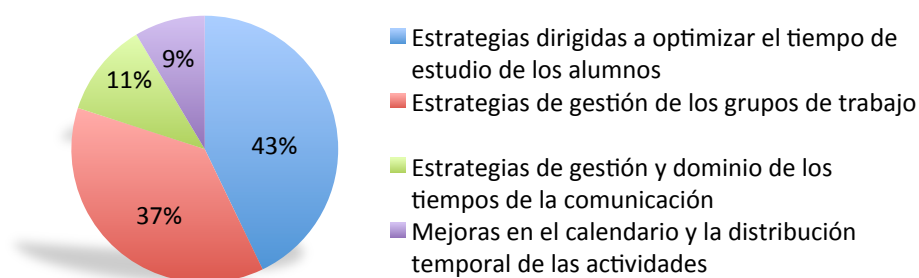 9%
11%
43%
37%
Estrategias dirigidas a optimizar el tiempo de
estudio de los alumnos
Estrategias de gestión de los grupos de trabajo
Estrategias de gestión y dominio de los
tiempos de la comunicación
Mejoras en el calendario y la distribución
temporal de las actividades